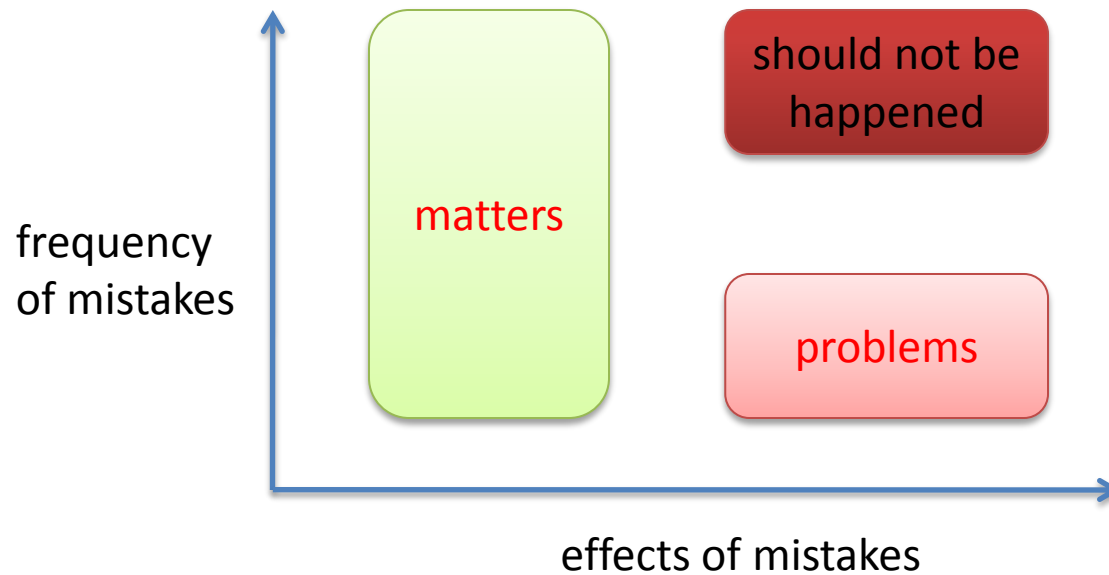 should not be
happened
matters
frequency
of mistakes
problems
effects of mistakes